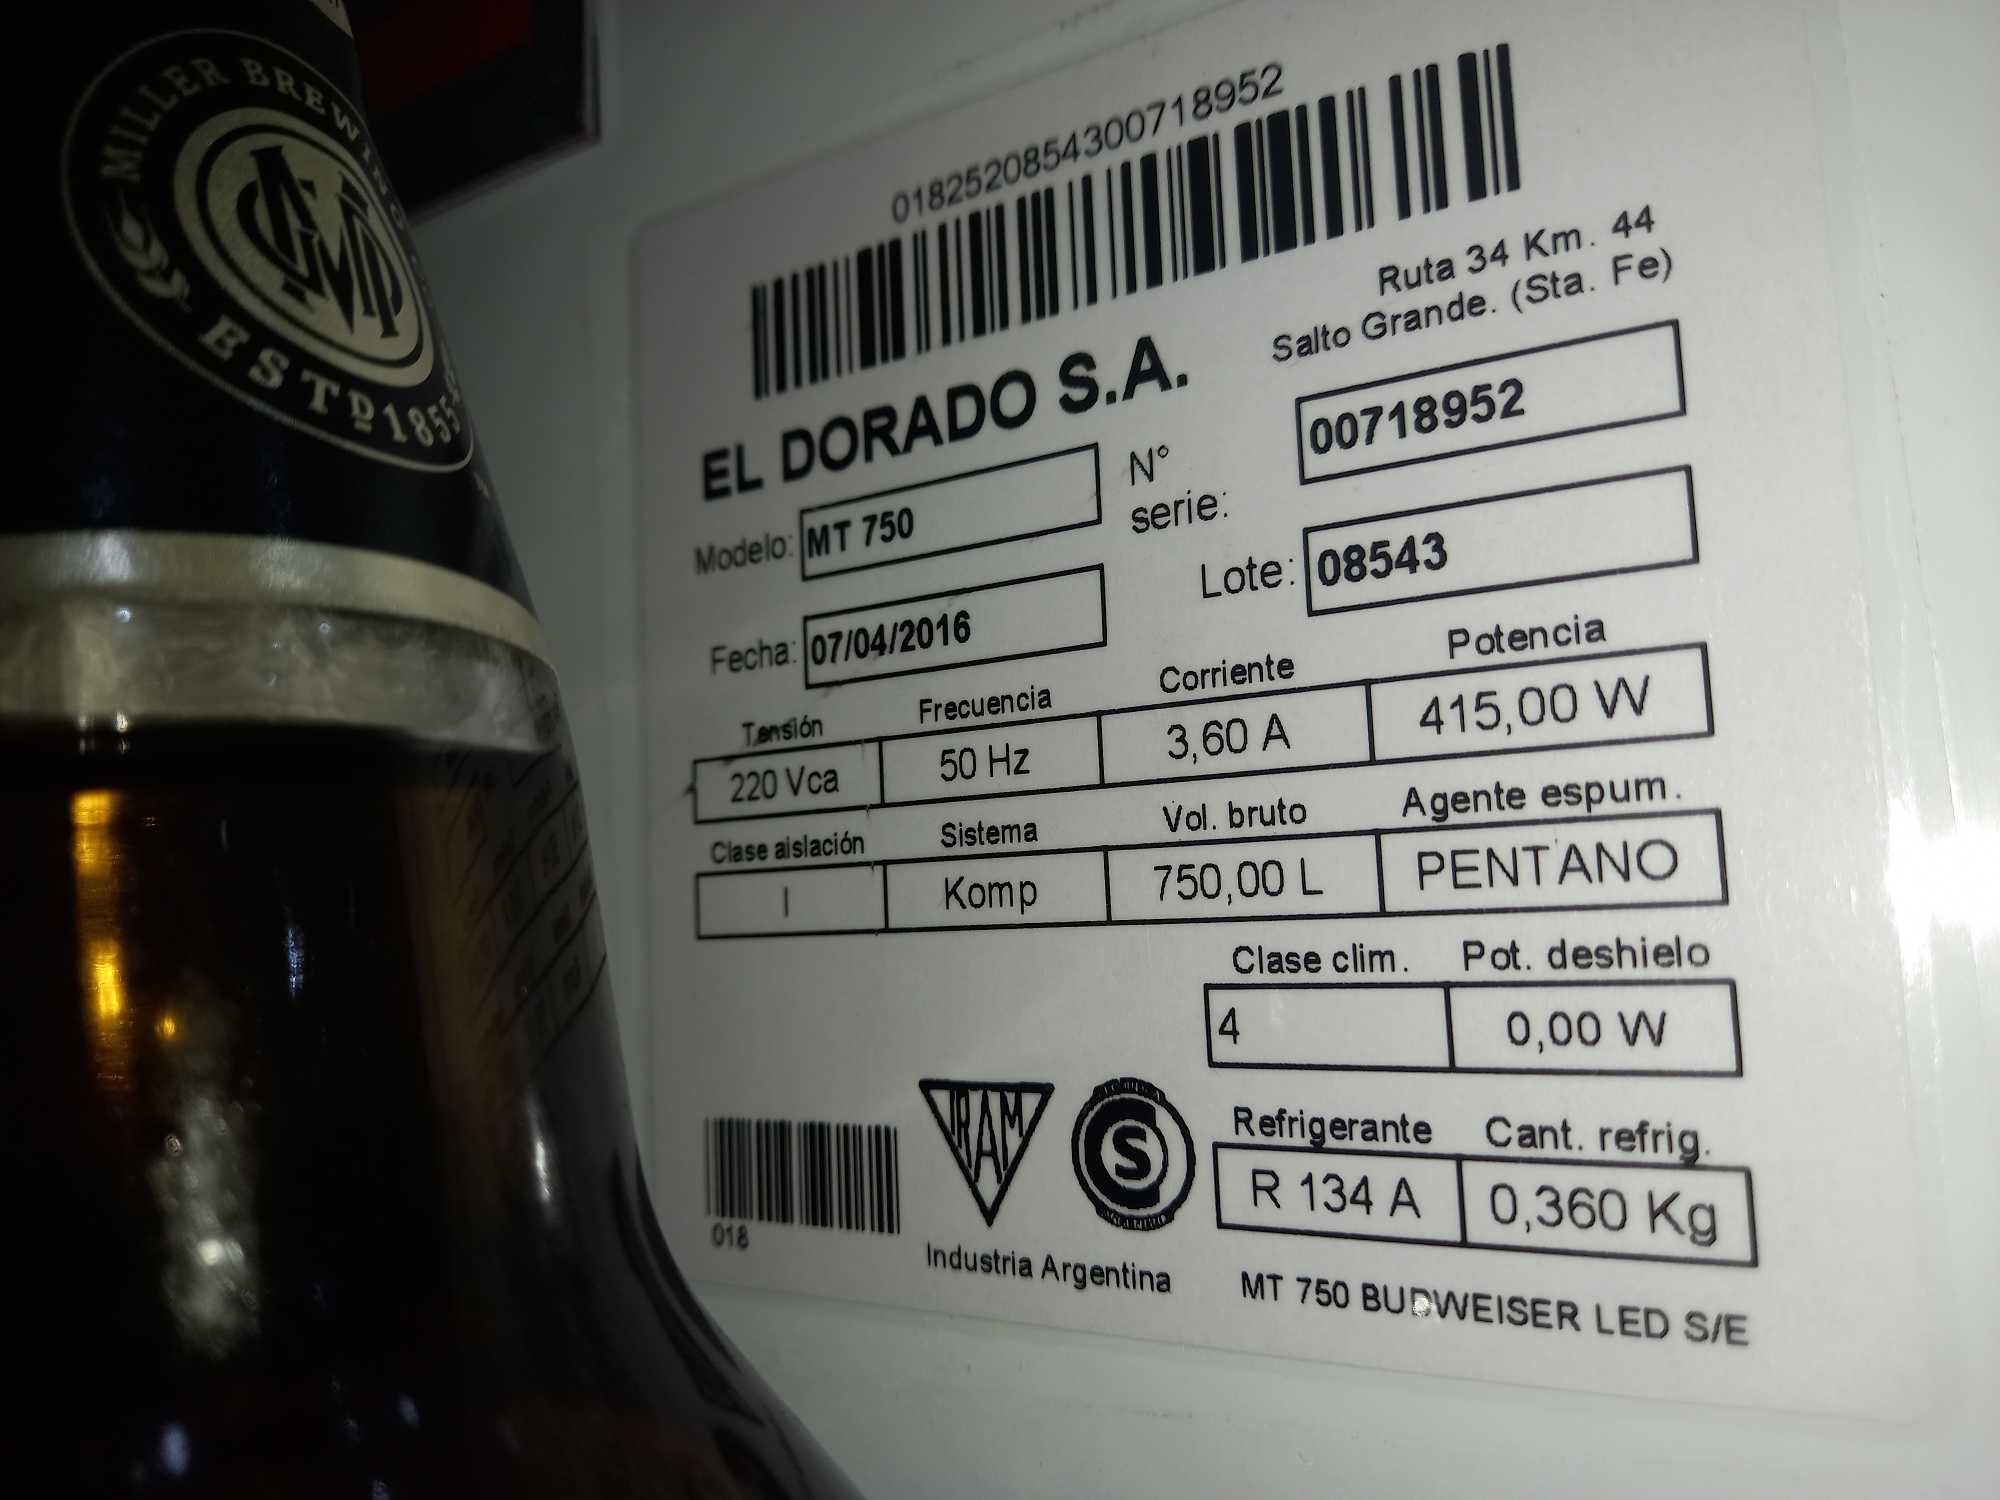 MILLER BREWING
ESTD 1855
018252085430071 8952
Ruta 34 Km. 44
Salto Grande. (Sta. Fe)
EL DORADO S.A.
Modelo: MT 750
N° serie: 00718952
Fecha: 07/04/2016
Lote: 08543
Tensión Frecuencia Corriente Potencia
220 Vca 50 Hz 3,60 A 415,00 W
Clase aislación Sistema Vol. bruto Agente espum.
I Komp 750,00 L PENTANO
Clase clim. Pot. deshielo
4 0,00 W
Refrigerante Cant. refrig.
R 134 A 0,360 Kg
018
IRAM
S
Industria Argentina
MT 750 BUDWEISER LED S/E